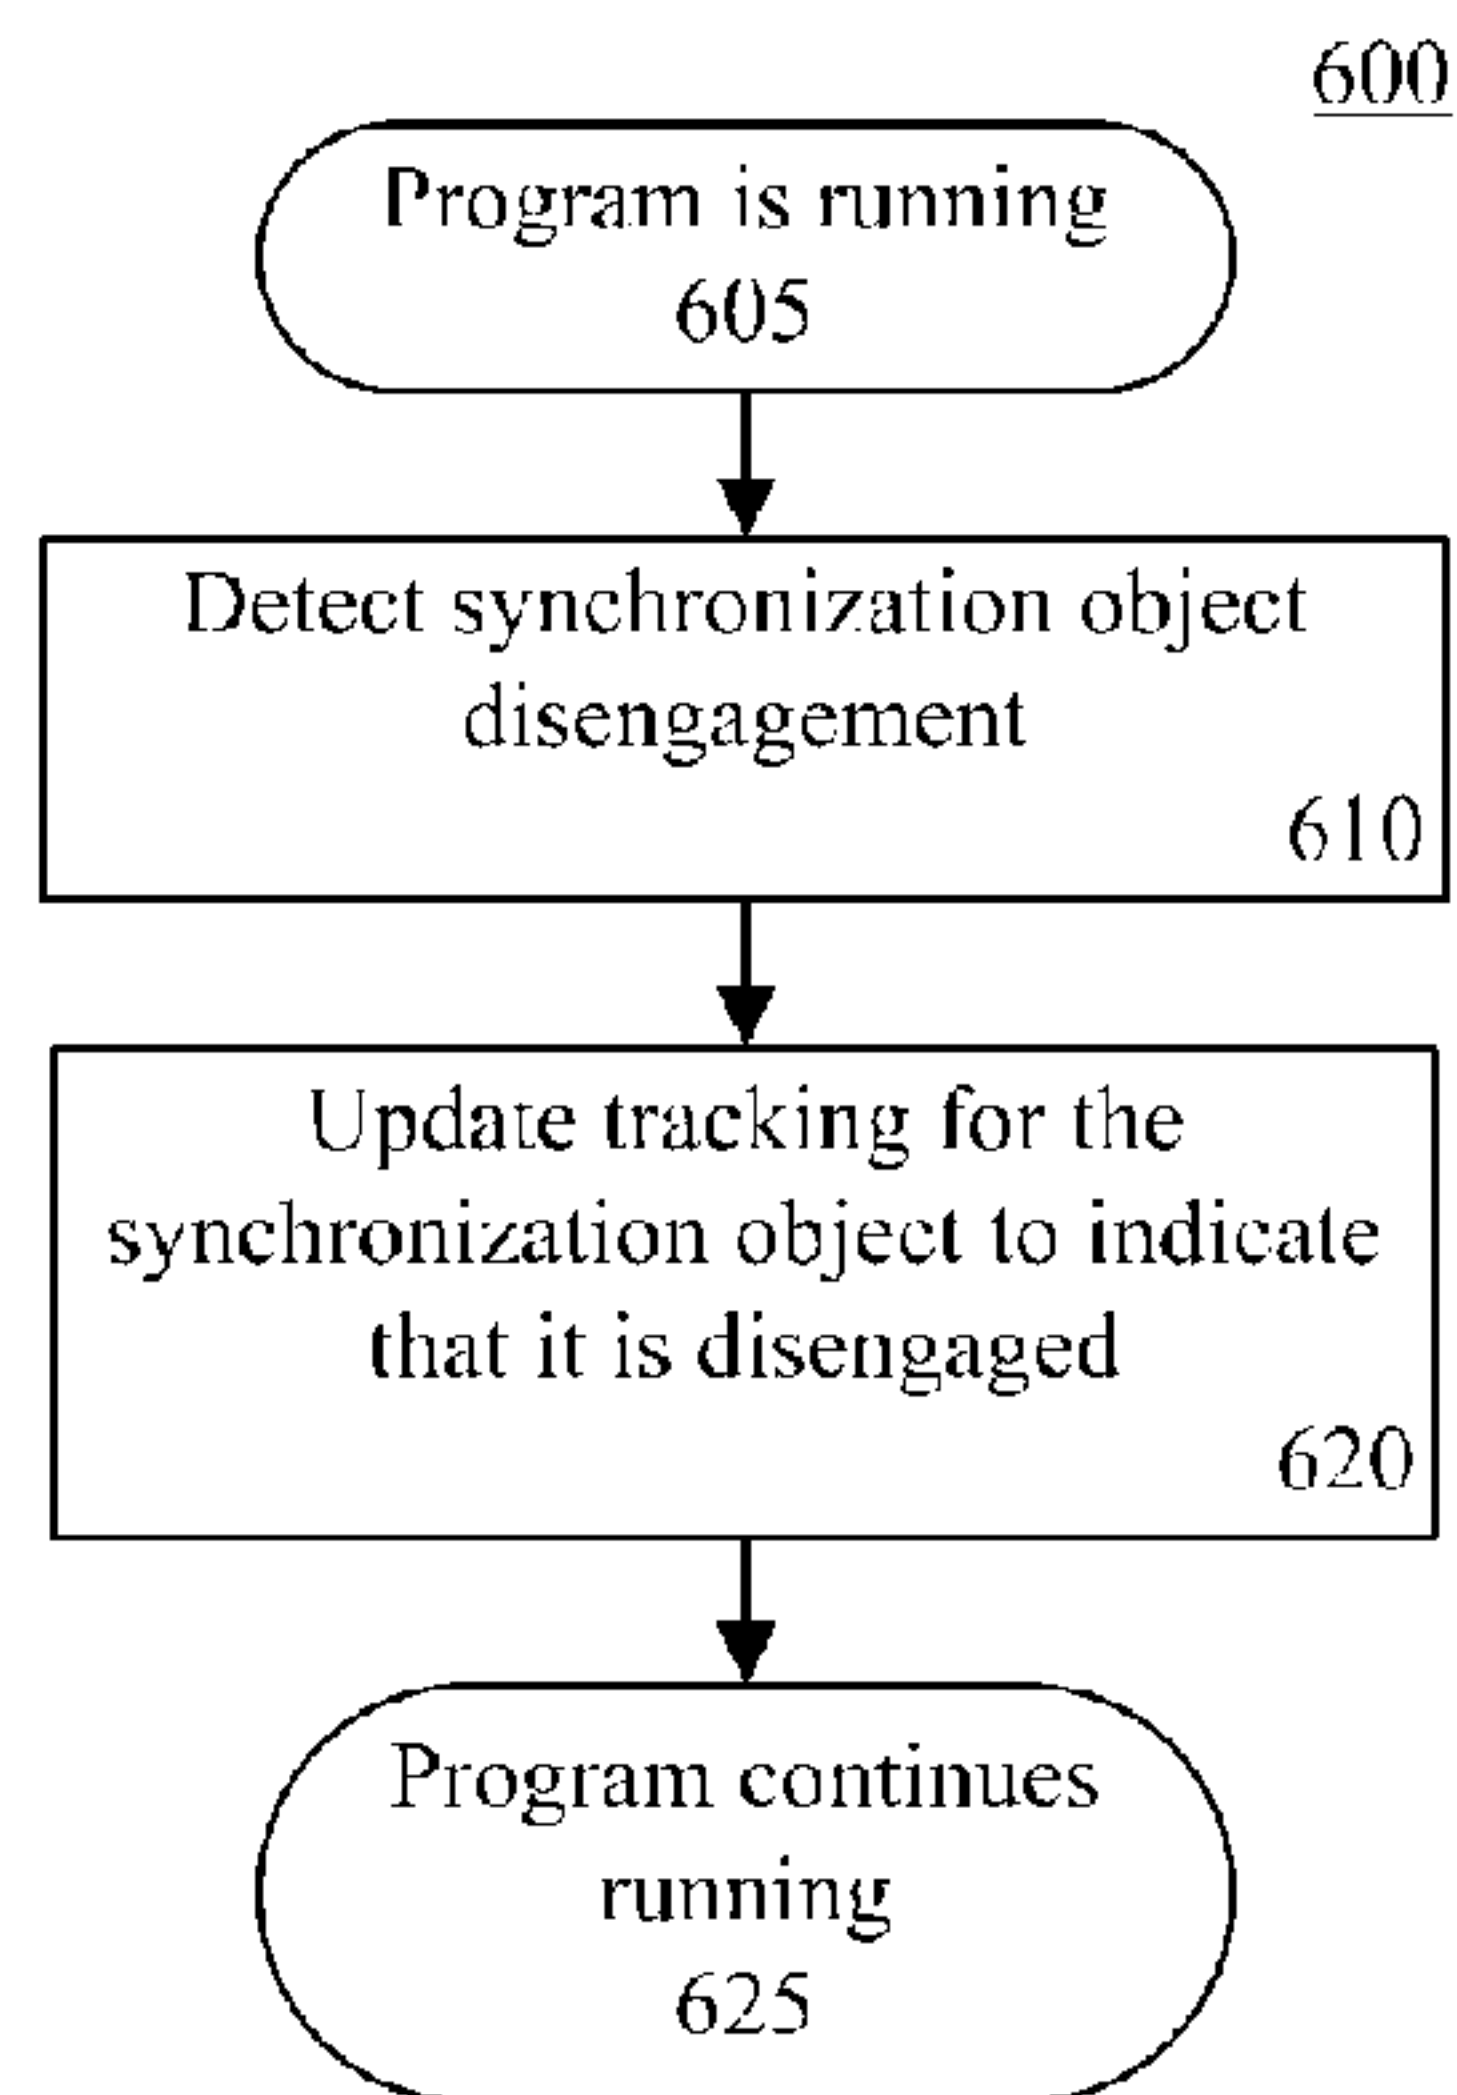 600
Program is running
605
Detect synchronization object
disengagement
610
Update tracking for the
synchronization object to indicate
that it is disengaged
620
Program continues
running
625